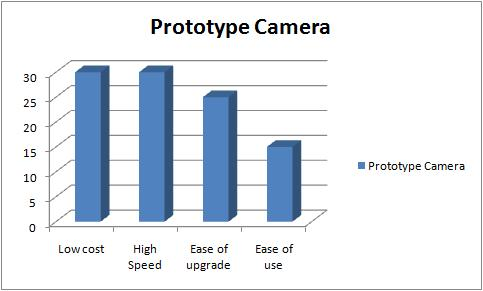 Prototype Camera
30
25
20
15
10
5
0
Low cost
High
Speed
Ease of
upgrade
Ease of
use
Prototype Camera